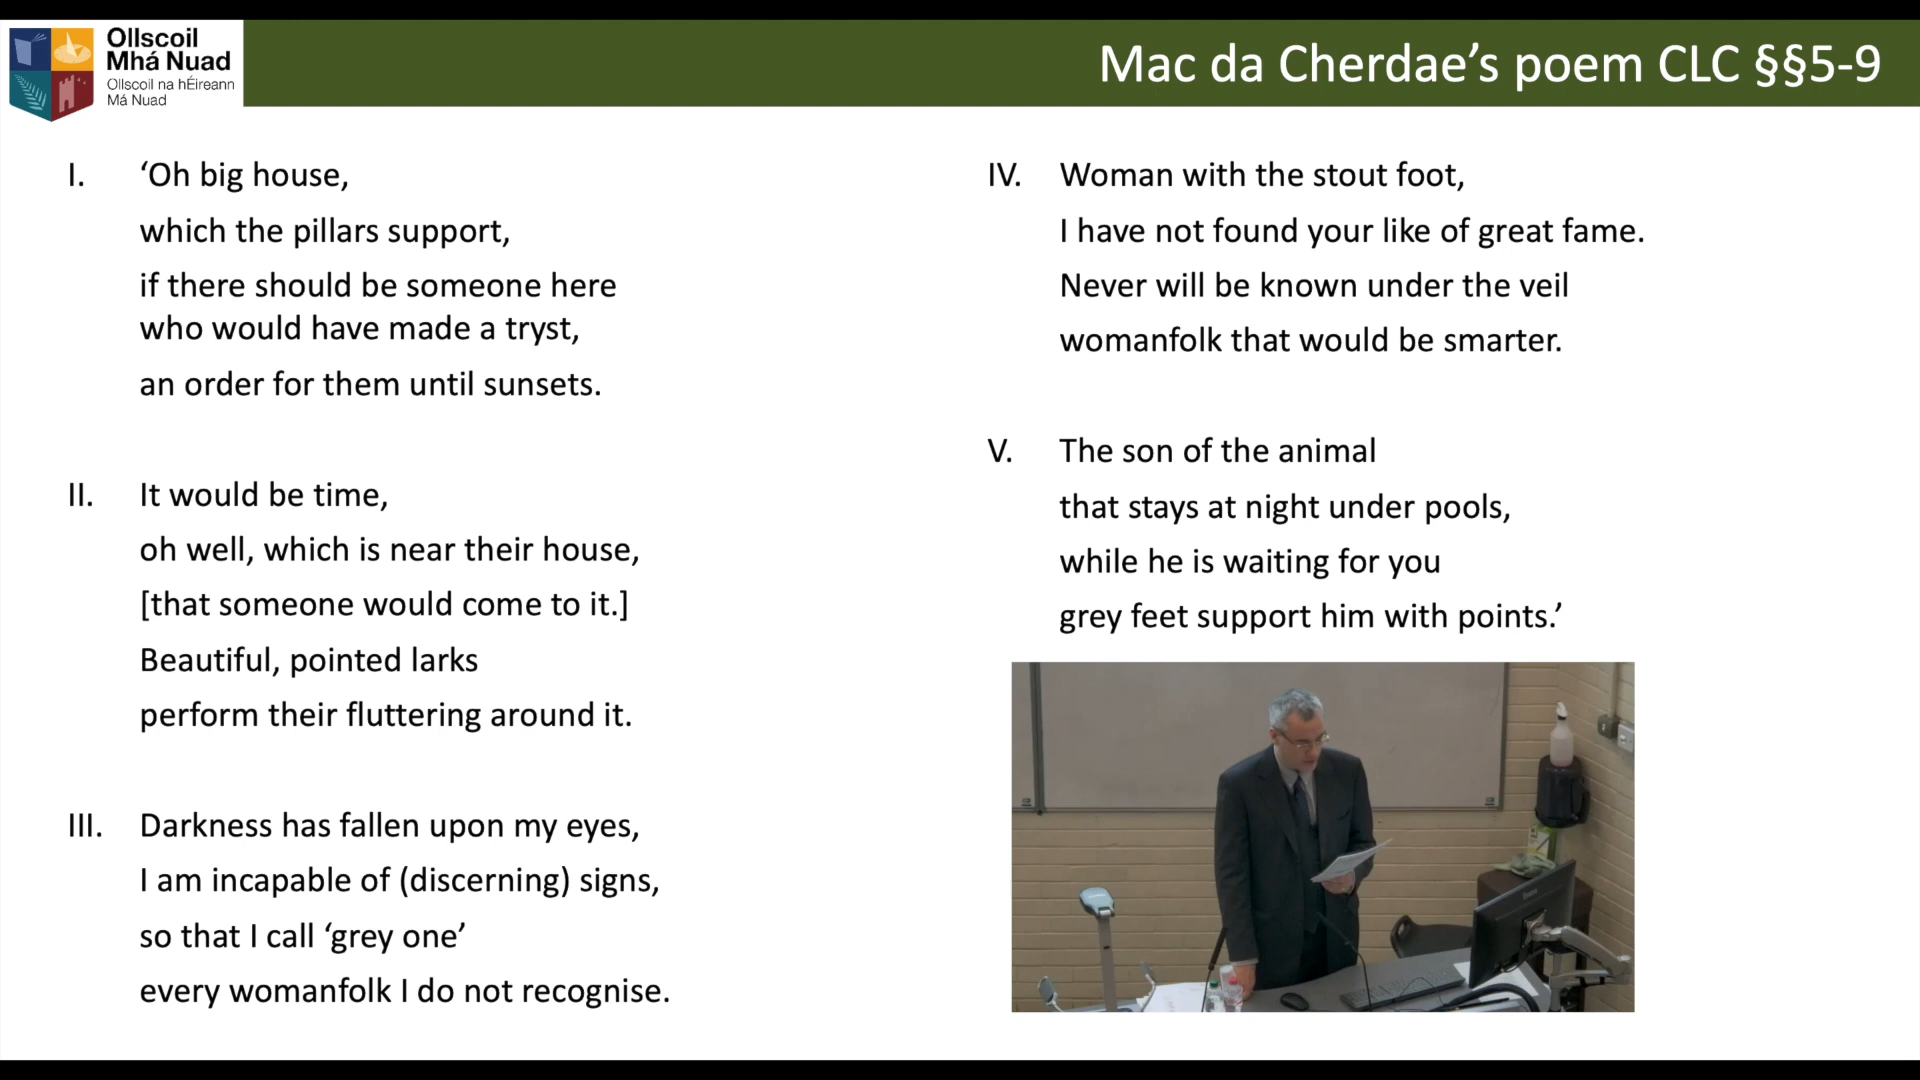 Ollscoil
Mhá Nuad
Ollscoil na hÉireann
Má Nuad
Mac da Cherdae’s poem CLC §§5-9
I. ‘Oh big house,
which the pillars support,
if there should be someone here
who would have made a tryst,
an order for them until sunsets.
II. It would be time,
oh well, which is near their house,
[that someone would come to it.]
Beautiful, pointed larks
perform their fluttering around it.
III. Darkness has fallen upon my eyes,
I am incapable of (discerning) signs,
so that I call ‘grey one’
every womanfolk I do not recognise.
IV. Woman with the stout foot,
I have not found your like of great fame.
Never will be known under the veil
womanfolk that would be smarter.
V. The son of the animal
that stays at night under pools,
while he is waiting for you
grey feet support him with points.’